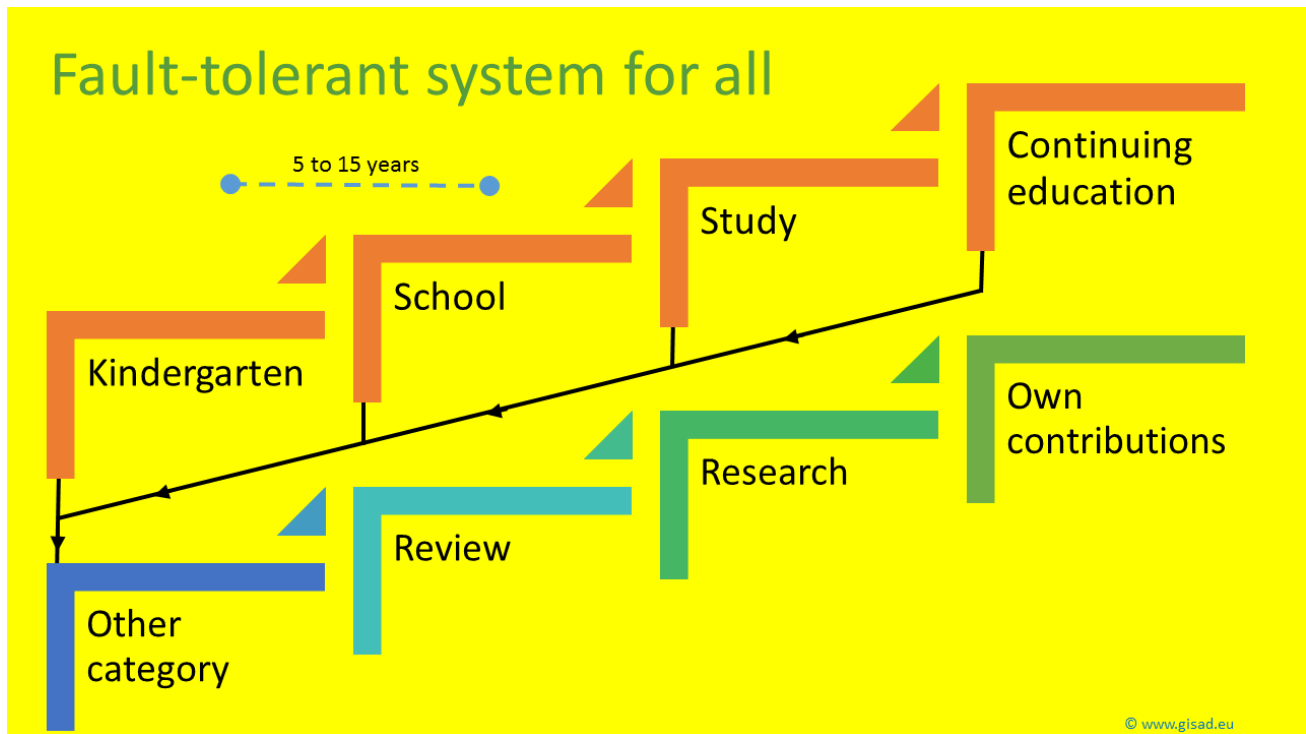 Fault-tolerant system for all
5 to 15 years
Continuing
education
Study
School
Kindergarten
Own
contributions
Research
Review
Other
category
© www.gisad.eu